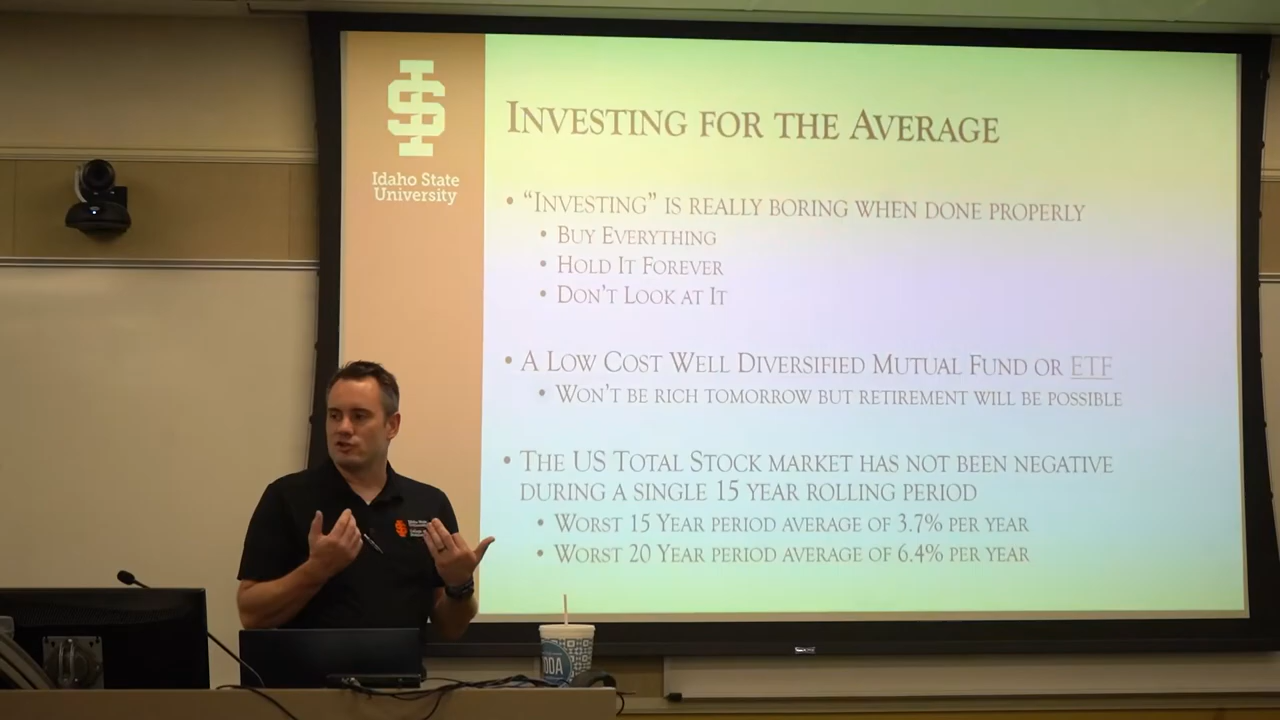 Idaho State
University
INVESTING FOR THE AVERAGE
• "INVESTING" IS REALLY BORING WHEN DONE PROPERLY
• BUY EVERYTHING
• HOLD IT FOREVER
• DON'T LOOK AT IT
• A LOW COST WELL DIVERSIFIED MUTUAL FUND OR ETF
• WON'T BE RICH TOMORROW BUT RETIREMENT WILL BE POSSIBLE
• THE US TOTAL STOCK MARKET HAS NOT BEEN NEGATIVE
DURING A SINGLE 15 YEAR ROLLING PERIOD
• WORST 15 YEAR PERIOD AVERAGE OF 3.7% PER YEAR
• WORST 20 YEAR PERIOD AVERAGE OF 6.4% PER YEAR
Idaho State